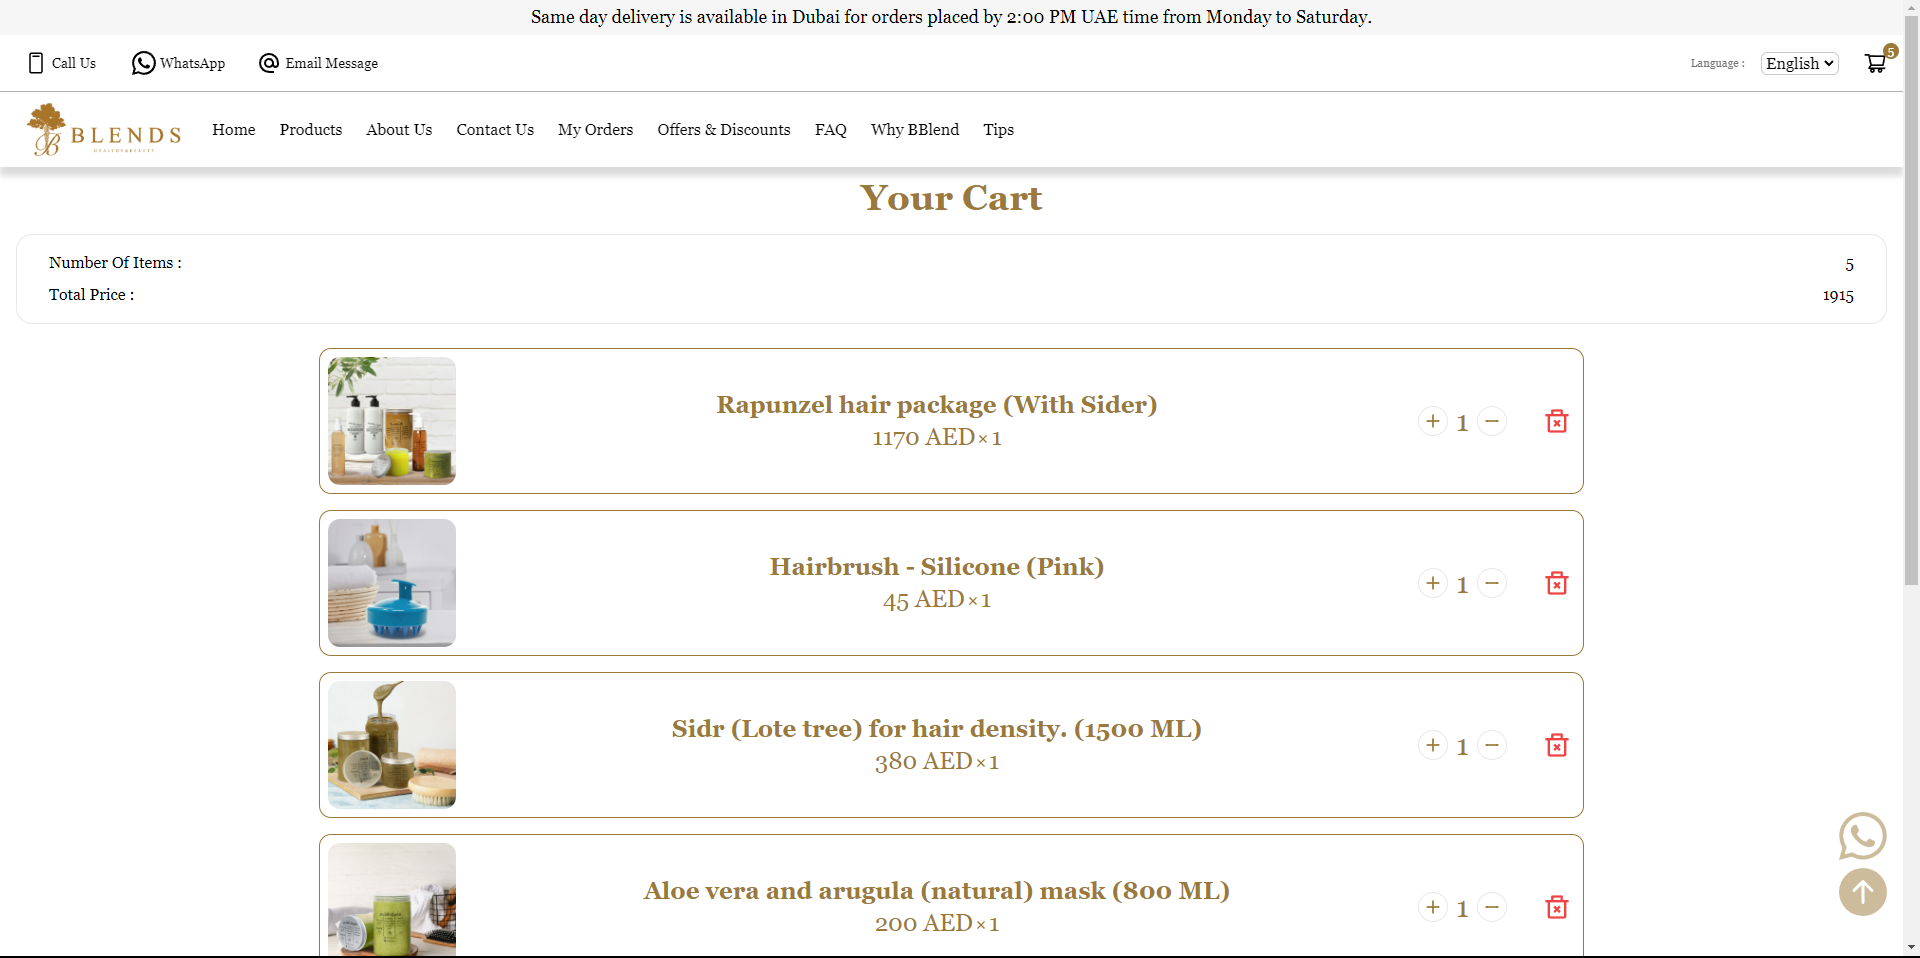 Same day delivery is available in Dubai for orders placed by 2:00 PM UAE time from Monday to Saturday.
Call Us WhatsApp Email Message Language : English 5
B BLENDS
Home Products About Us Contact Us My Orders Offers & Discounts FAQ Why BBlend Tips
Your Cart
Number Of Items : 5
Total Price : 1915
Rapunzel hair package (With Sider)
1170 AED×1
+ 1 −
Hairbrush - Silicone (Pink)
45 AED×1
+ 1 −
Sidr (Lote tree) for hair density. (1500 ML)
380 AED×1
+ 1 −
Aloe vera and arugula (natural) mask (800 ML)
200 AED×1
+ 1 −